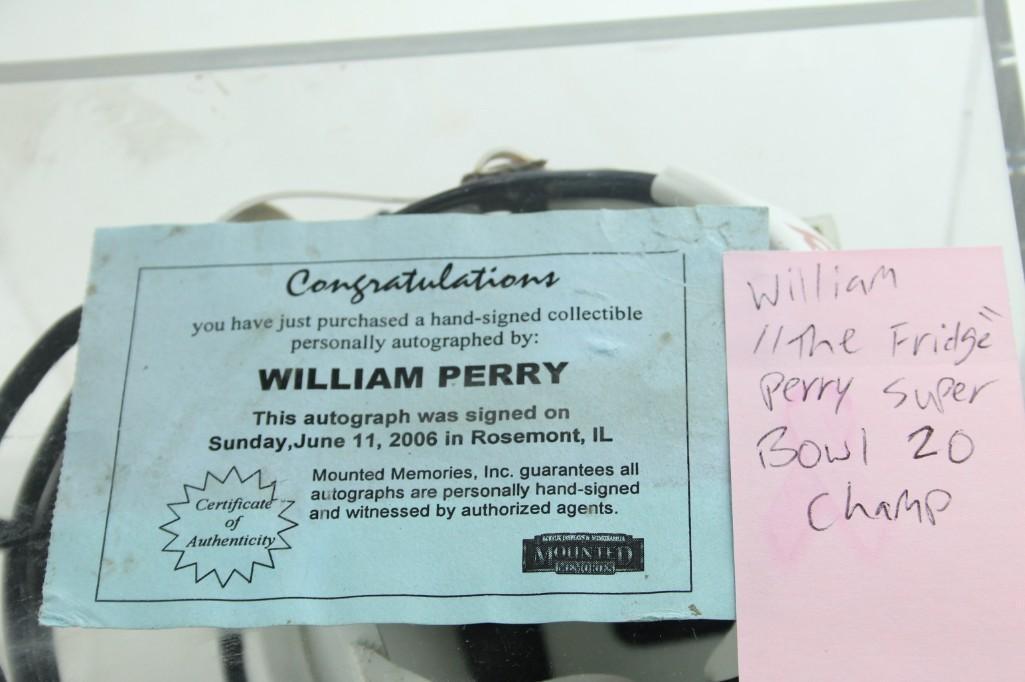 Congratulations
you have just purchased a hand-signed collectible
personally autographed by:
WILLIAM PERRY
This autograph was signed on
Sunday,June 11, 2006 in Rosemont, IL
Mounted Memories, Inc. guarantees all
autographs are personally hand-signed
and witnessed by authorized agents.
Certificate
of
Authenticity
MOUNTED
MEMORIES
William
"The Fridge"
Perry Super
Bowl 20
Champ